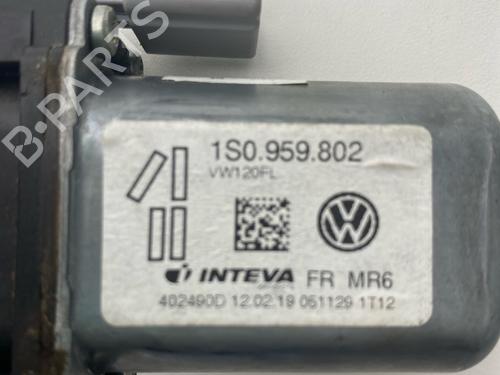 B-PARTS
1S0.959.802
VW120FL
INTEVA FR MR6
402490D 12.02.19 051129 1T12